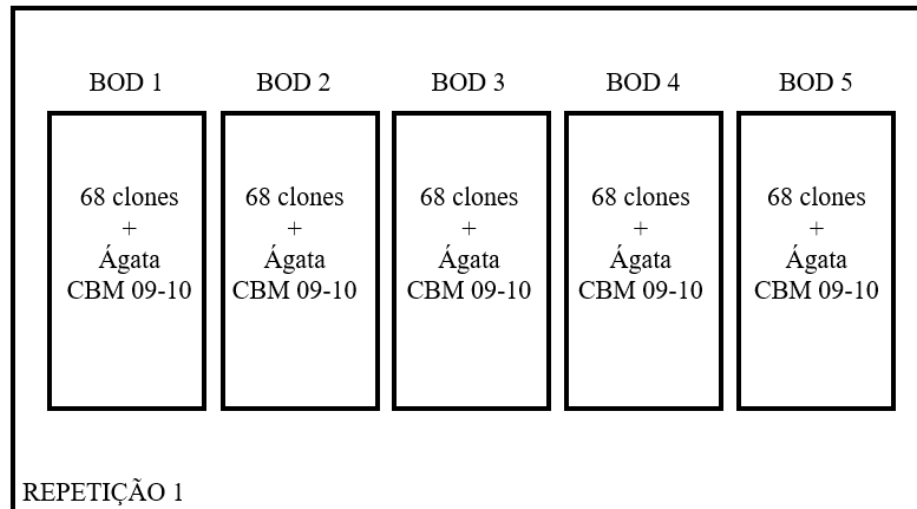 BOD 1
BOD 2
BOD 3
BOD 4
BOD 5
68 clones
+
Ágata
CBM 09-10
68 clones
+
Ágata
CBM 09-10
68 clones
+
Ágata
CBM 09-10
68 clones
+
Ágata
CBM 09-10
68 clones
+
Ágata
CBM 09-10
REPETIÇÃO 1